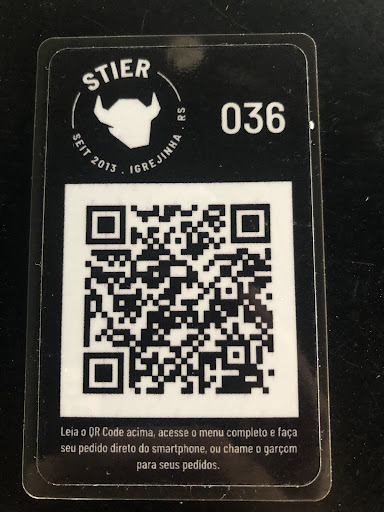 STIER
036
SEIT 2013 . IGREJINHA . RS
Leia o QR Code acima, acesse o menu completo e faça
seu pedido direto do smartphone, ou chame o garçom
para seus pedidos.